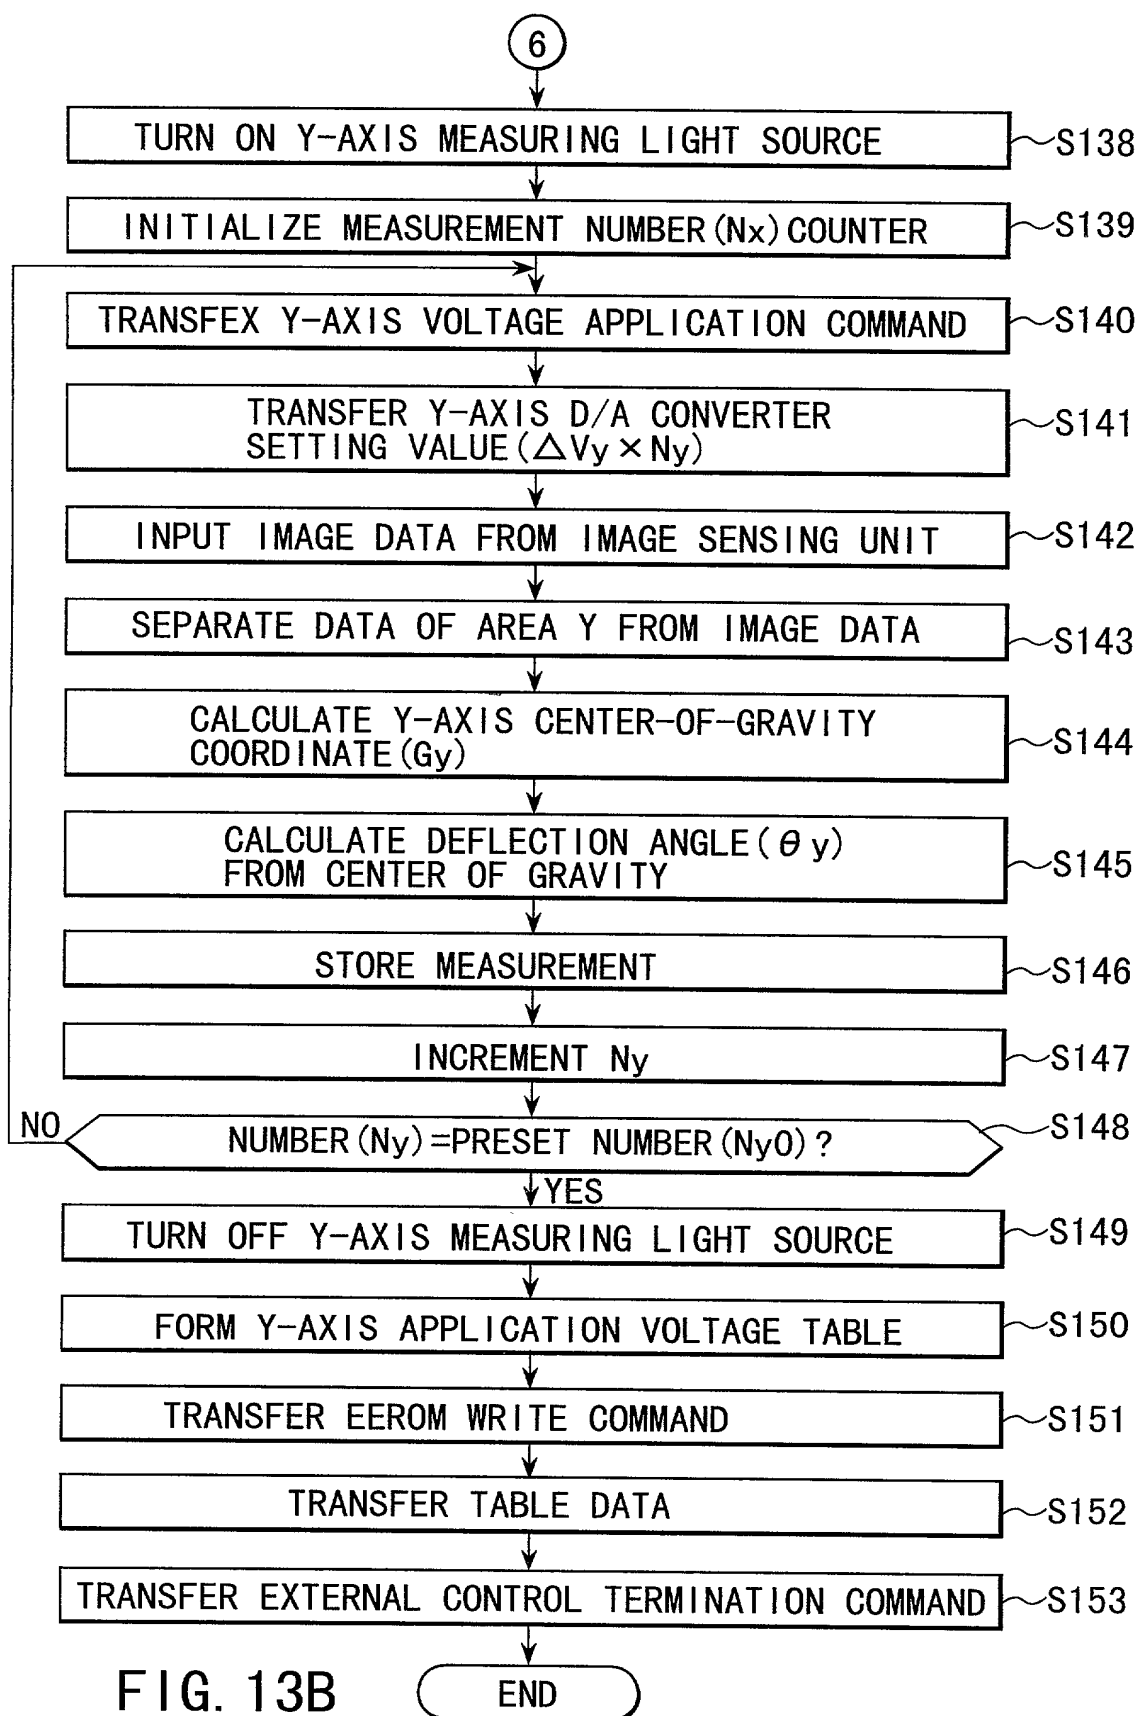 6
TURN ON Y-AXIS MEASURING LIGHT SOURCE
S138
INITIALIZE MEASUREMENT NUMBER(Nx)COUNTER
S139
TRANSFEX Y-AXIS VOLTAGE APPLICATION COMMAND
S140
TRANSFER Y-AXIS D/A CONVERTER
SETTING VALUE(△Vy×Ny)
S141
INPUT IMAGE DATA FROM IMAGE SENSING UNIT
S142
SEPARATE DATA OF AREA Y FROM IMAGE DATA
S143
CALCULATE Y-AXIS CENTER-OF-GRAVITY
COORDINATE(Gy)
S144
CALCULATE DEFLECTION ANGLE(θy)
FROM CENTER OF GRAVITY
S145
STORE MEASUREMENT
S146
INCREMENT Ny
S147
NO
NUMBER(Ny)=PRESET NUMBER(Ny0)?
S148
YES
TURN OFF Y-AXIS MEASURING LIGHT SOURCE
S149
FORM Y-AXIS APPLICATION VOLTAGE TABLE
S150
TRANSFER EEROM WRITE COMMAND
S151
TRANSFER TABLE DATA
S152
TRANSFER EXTERNAL CONTROL TERMINATION COMMAND
S153
FIG. 13B
END